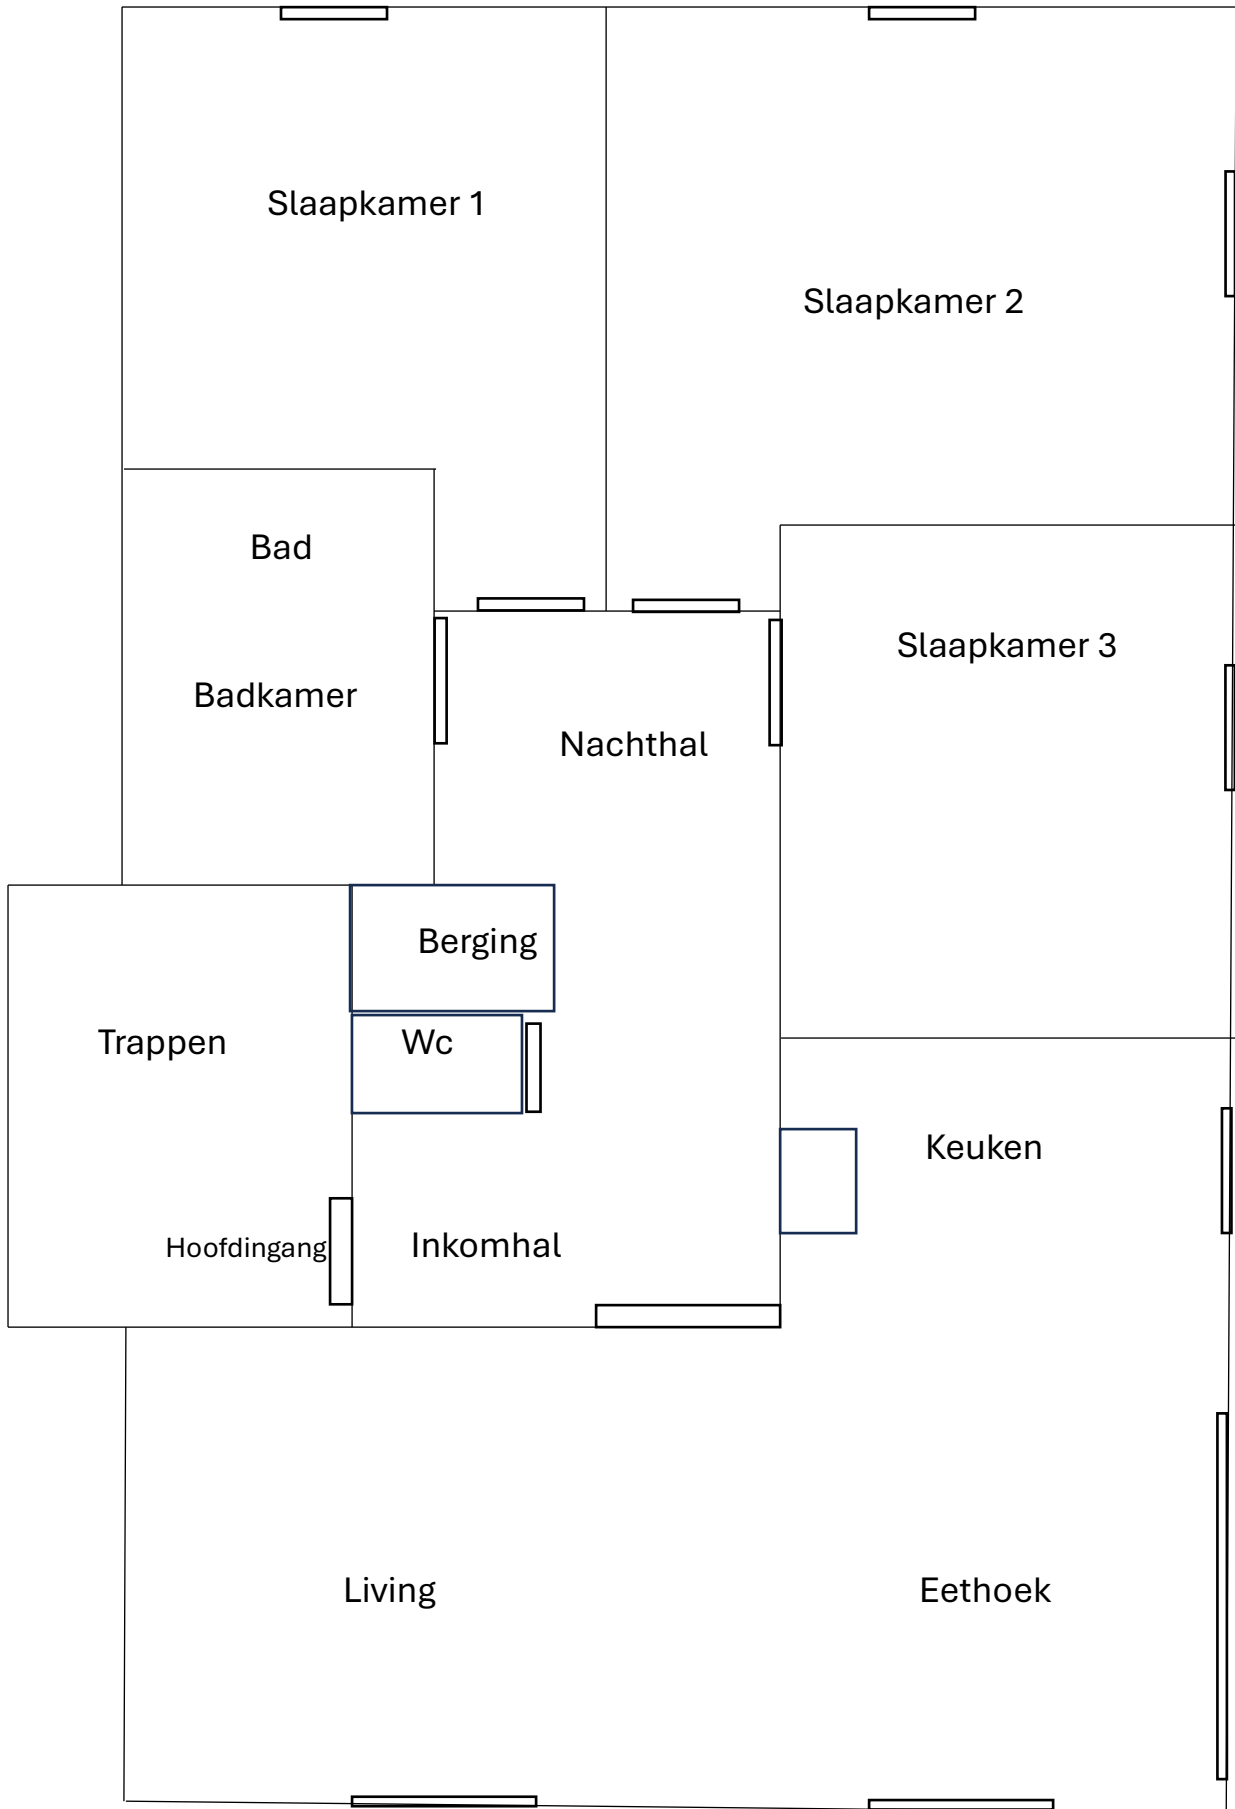 Slaapkamer 1
Slaapkamer 2
Bad
Slaapkamer 3
Badkamer
Nachthal
Berging
Trappen
Wc
Keuken
Hoofdingang
Inkomhal
Living
Eethoek